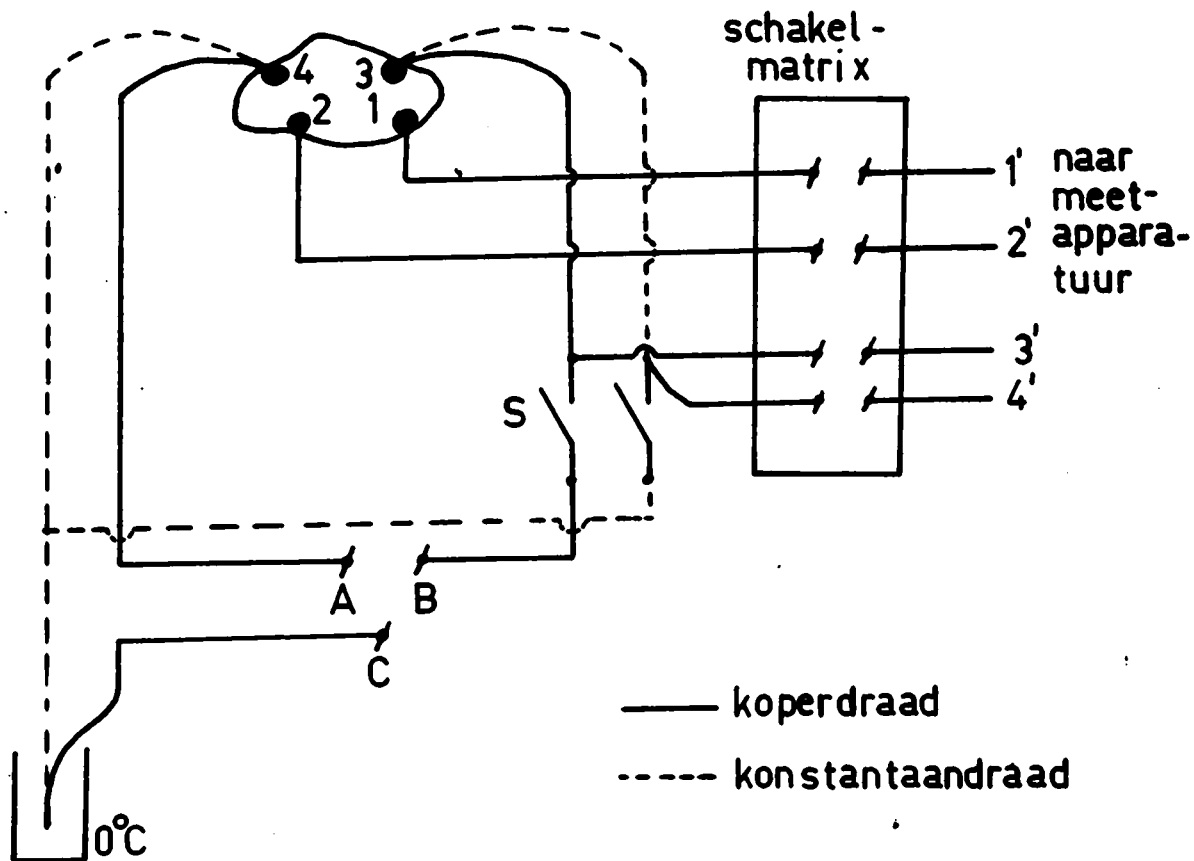 schakel-
matrix
4 3
2 1
1' naar
meet-
2' appara-
tuur
3'
4'
S
A B
C
koperdraad
konstantaandraad
0°C